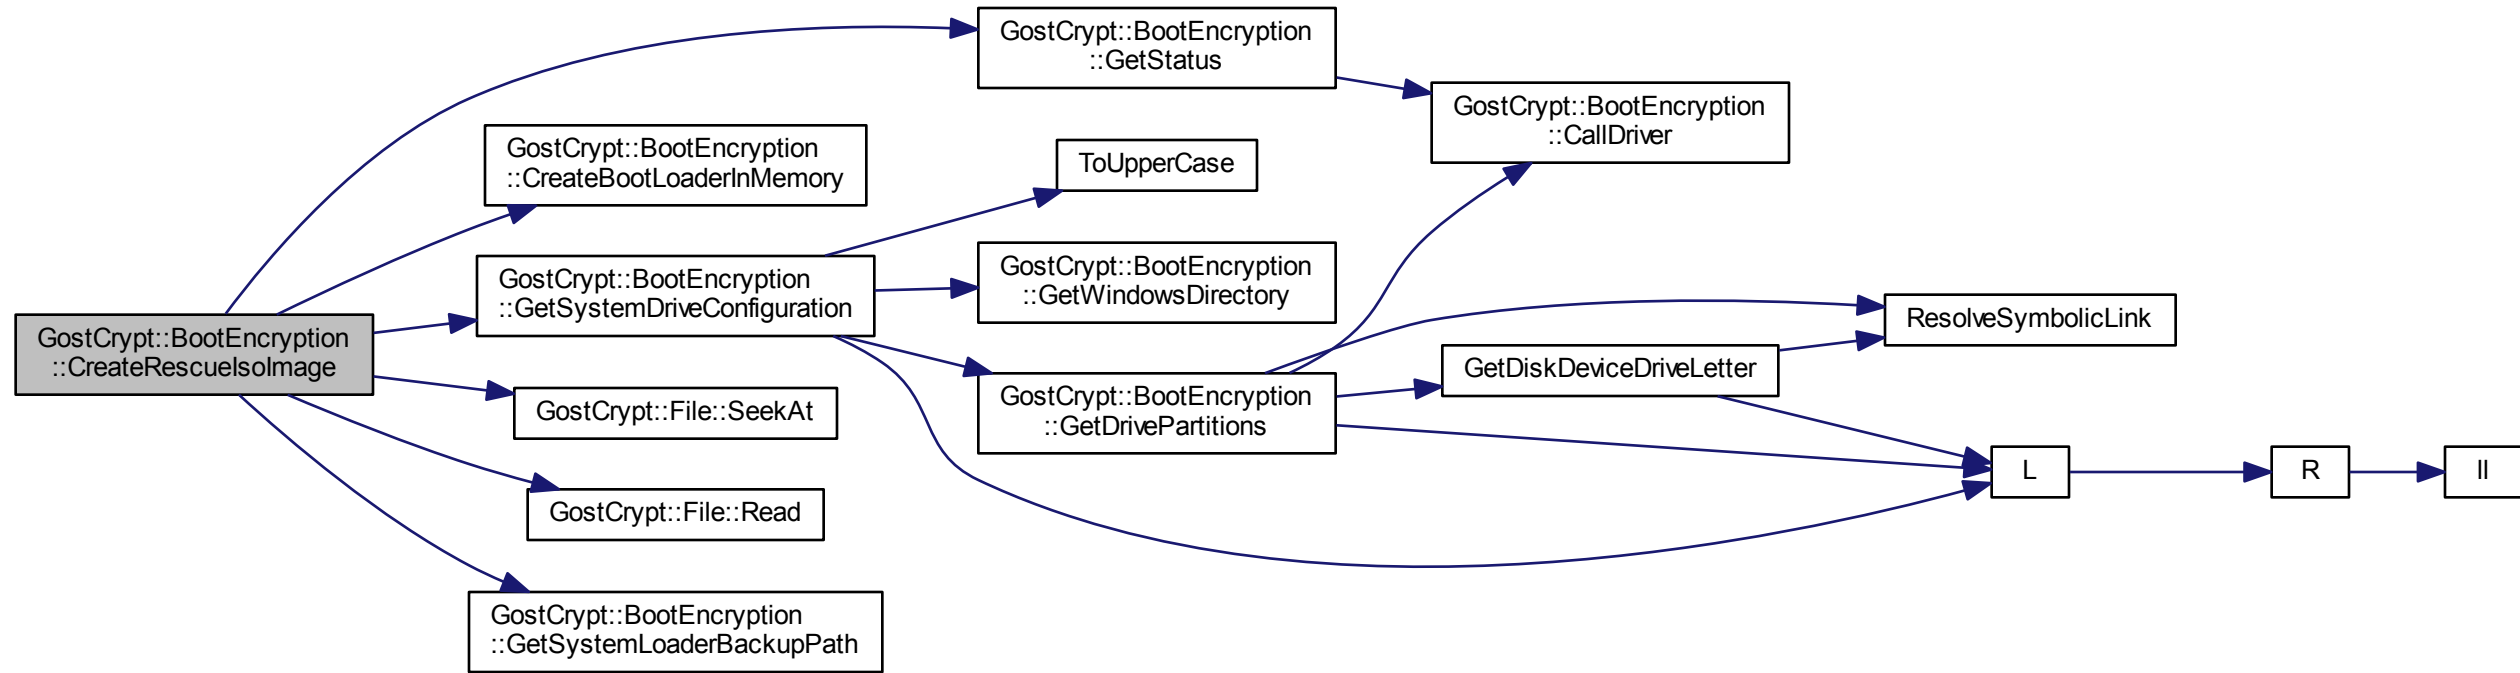 GostCrypt::BootEncryption
::CreateRescueIsoImage
GostCrypt::BootEncryption
::GetStatus
GostCrypt::BootEncryption
::CallDriver
GostCrypt::BootEncryption
::CreateBootLoaderInMemory
GostCrypt::BootEncryption
::GetSystemDriveConfiguration
ToUpperCase
GostCrypt::BootEncryption
::GetWindowsDirectory
GostCrypt::BootEncryption
::GetDrivePartitions
GetDiskDeviceDriveLetter
ResolveSymbolicLink
L
R
ll
GostCrypt::File::SeekAt
GostCrypt::File::Read
GostCrypt::BootEncryption
::GetSystemLoaderBackupPath